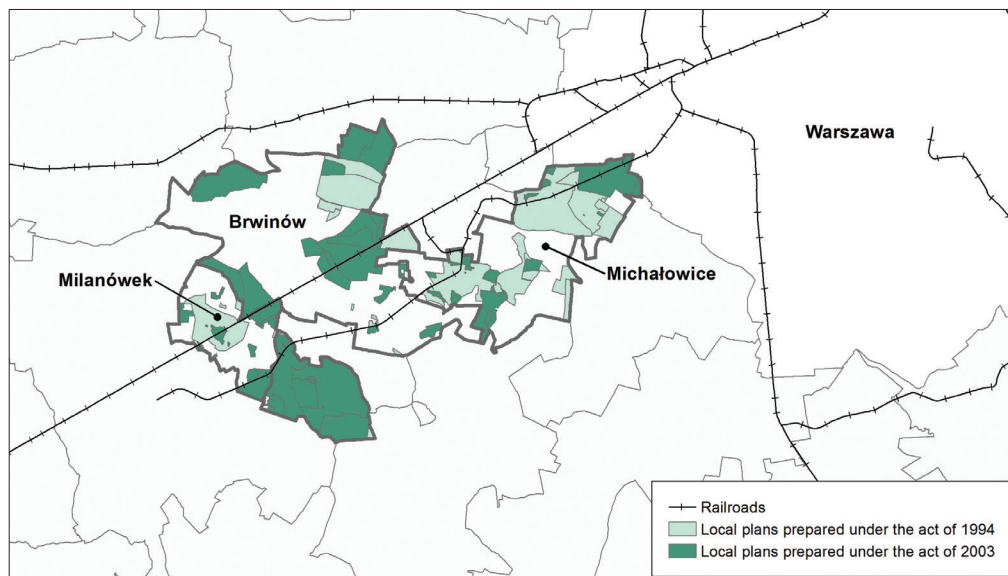 Warszawa
Brwinów
Milanówek
Michałowice
Railroads
Local plans prepared under the act of 1994
Local plans prepared under the act of 2003